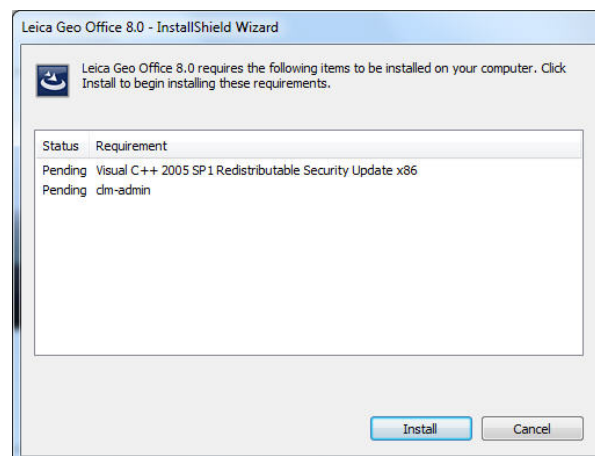 Leica Geo Office 8.0 - InstallShield Wizard
Leica Geo Office 8.0 requires the following items to be installed on your computer. Click
Install to begin installing these requirements.
Status Requirement
Pending Visual C++ 2005 SP1 Redistributable Security Update x86
Pending clm-admin
Install Cancel